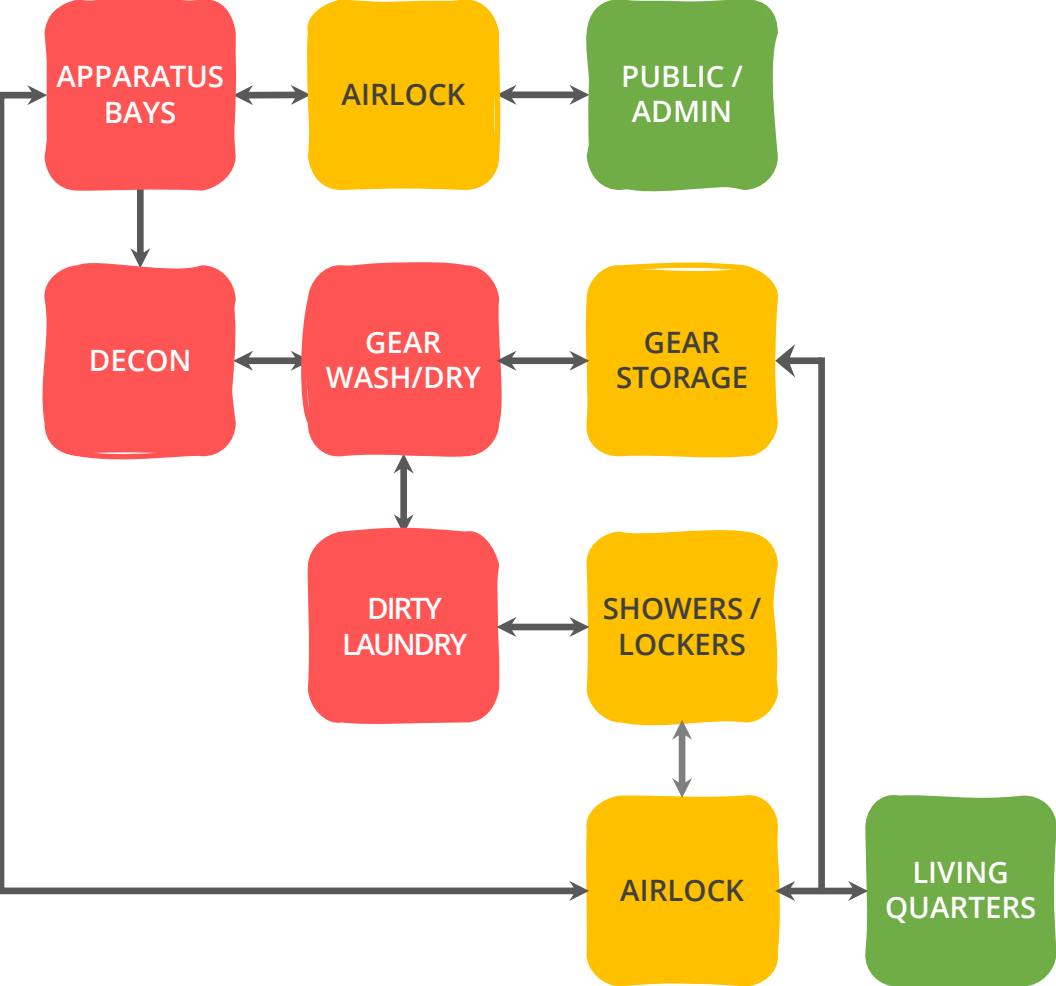 APPARATUS
BAYS
AIRLOCK
PUBLIC /
ADMIN
DECON
GEAR
WASH/DRY
GEAR
STORAGE
DIRTY
LAUNDRY
SHOWERS /
LOCKERS
AIRLOCK
LIVING
QUARTERS